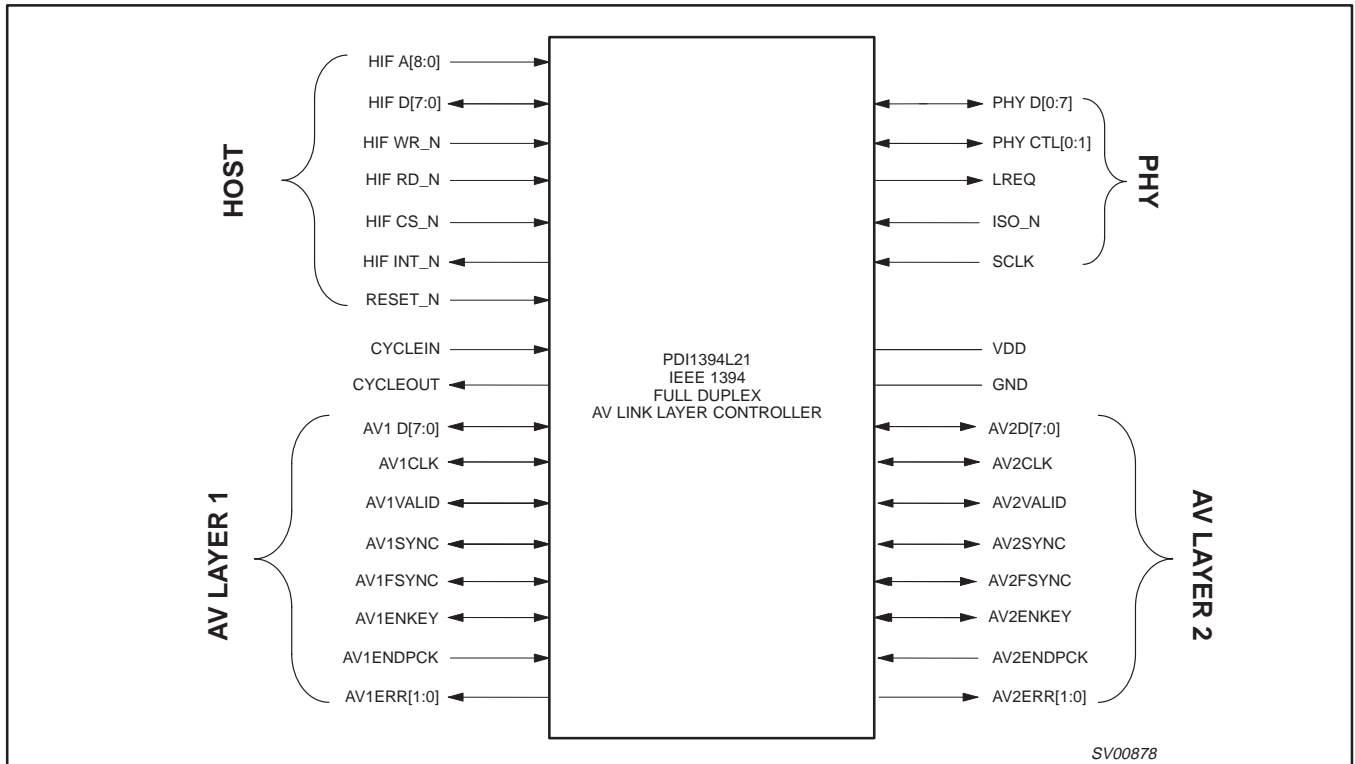 HOST
HIF A[8:0]
HIF D[7:0]
HIF WR_N
HIF RD_N
HIF CS_N
HIF INT_N
RESET_N
CYCLEIN
CYCLEOUT
AV LAYER 1
AV1 D[7:0]
AV1CLK
AV1VALID
AV1SYNC
AV1FSYNC
AV1ENKEY
AV1ENDPCK
AV1ERR[1:0]
PDI1394L21
IEEE 1394
FULL DUPLEX
AV LINK LAYER CONTROLLER
PHY D[0:7]
PHY CTL[0:1]
LREQ
ISO_N
SCLK
PHY
VDD
GND
AV2D[7:0]
AV2CLK
AV2VALID
AV2SYNC
AV2FSYNC
AV2ENKEY
AV2ENDPCK
AV2ERR[1:0]
AV LAYER 2
SV00878